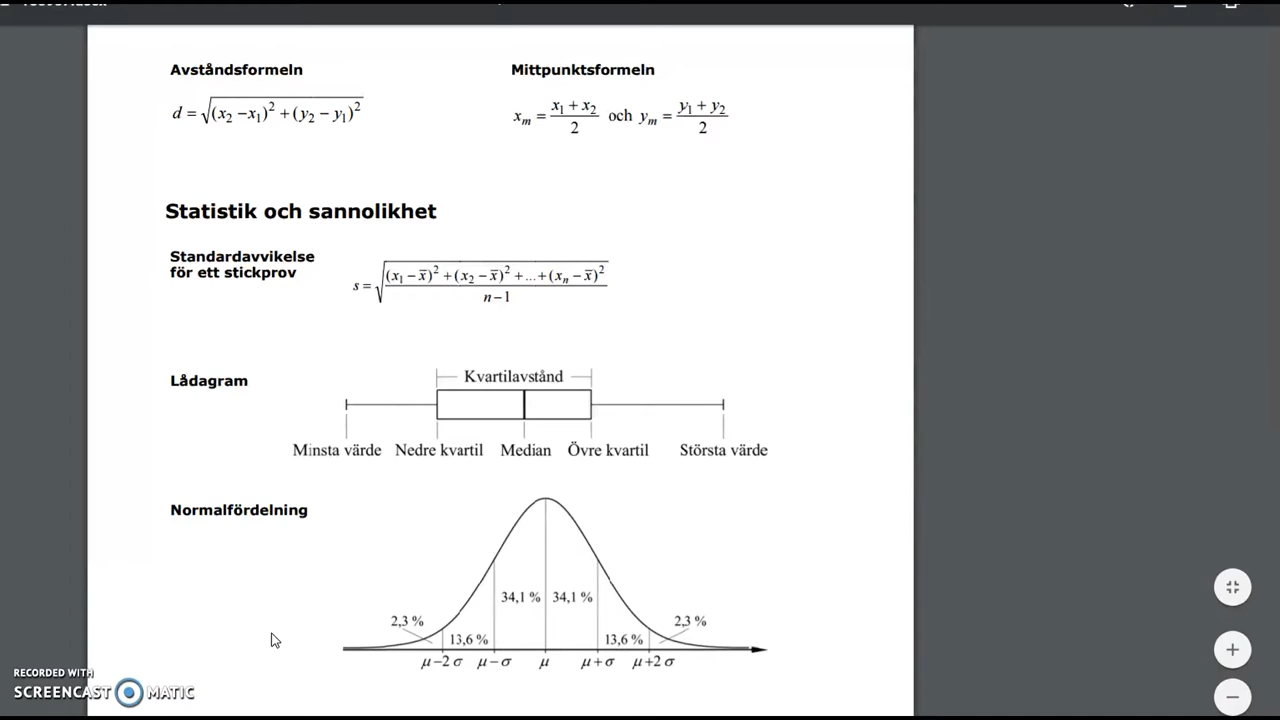 Avståndsformeln
d = √((x₂ − x₁)² + (y₂ − y₁)²)
Mittpunktsformeln
xₘ = (x₁ + x₂)/2 och yₘ = (y₁ + y₂)/2
Statistik och sannolikhet
Standardavvikelse
för ett stickprov
s = √(((x₁ − x̄)² + (x₂ − x̄)² + ... + (xₙ − x̄)²)/(n − 1))
Lådagram
Kvartilavstånd
Minsta värde Nedre kvartil Median Övre kvartil Största värde
Normalfördelning
34,1 % 34,1 %
2,3 % 2,3 %
13,6 % 13,6 %
μ−2σ μ−σ μ μ+σ μ+2σ
RECORDED WITH
SCREENCAST MATIC